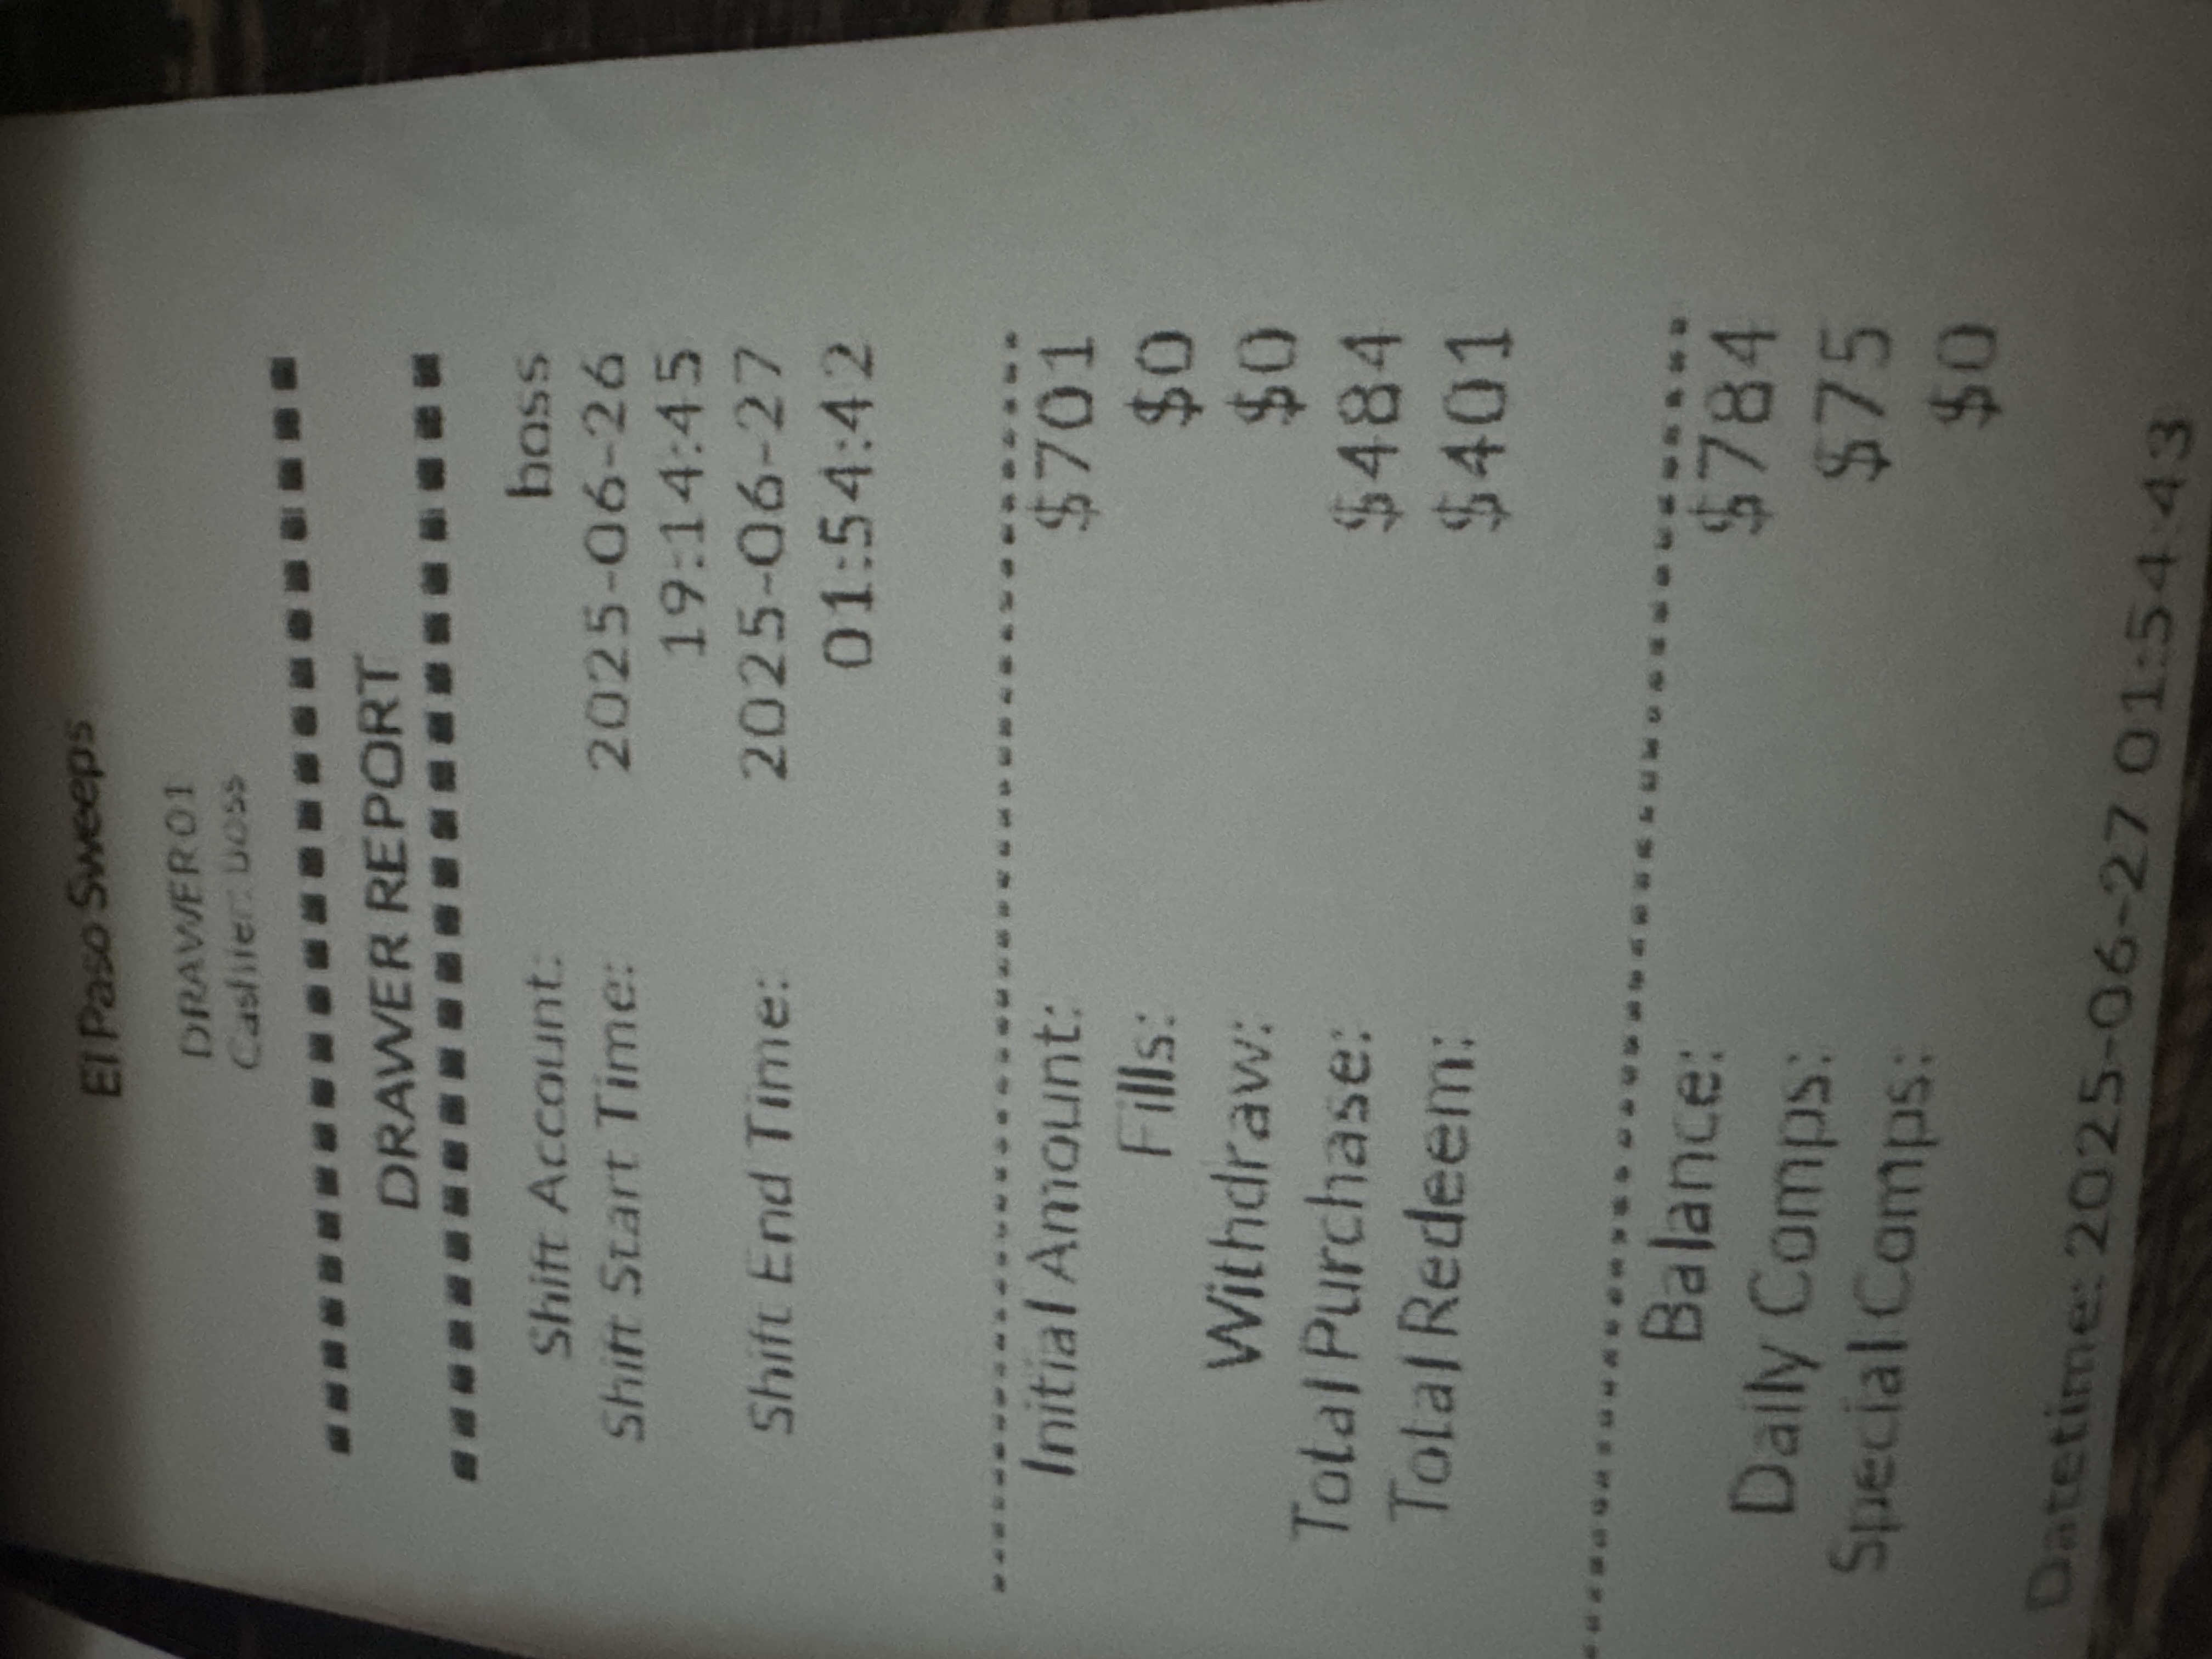 El Paso Sweeps
DRAWER01
Cashier: boss
DRAWER REPORT
Shift Account: boss
Shift Start Time: 2025-06-26
19:14:45
Shift End Time: 2025-06-27
01:54:42
Initial Amount: $701
Fills: $0
Withdraw: $0
Total Purchase: $484
Total Redeem: $401
Balance: $784
Daily Comps: $75
Special Comps: $0
Datetime: 2025-06-27 01:54:43